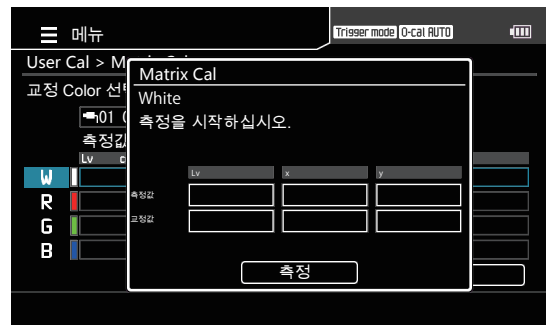 메뉴
Trigger mode 0-cal AUTO
User Cal > M
교정 Color 선
01
측정값
Lv
W
R
G
B
Matrix Cal
White
측정을 시작하십시오.
Lv x y
측정값
교정값
측정